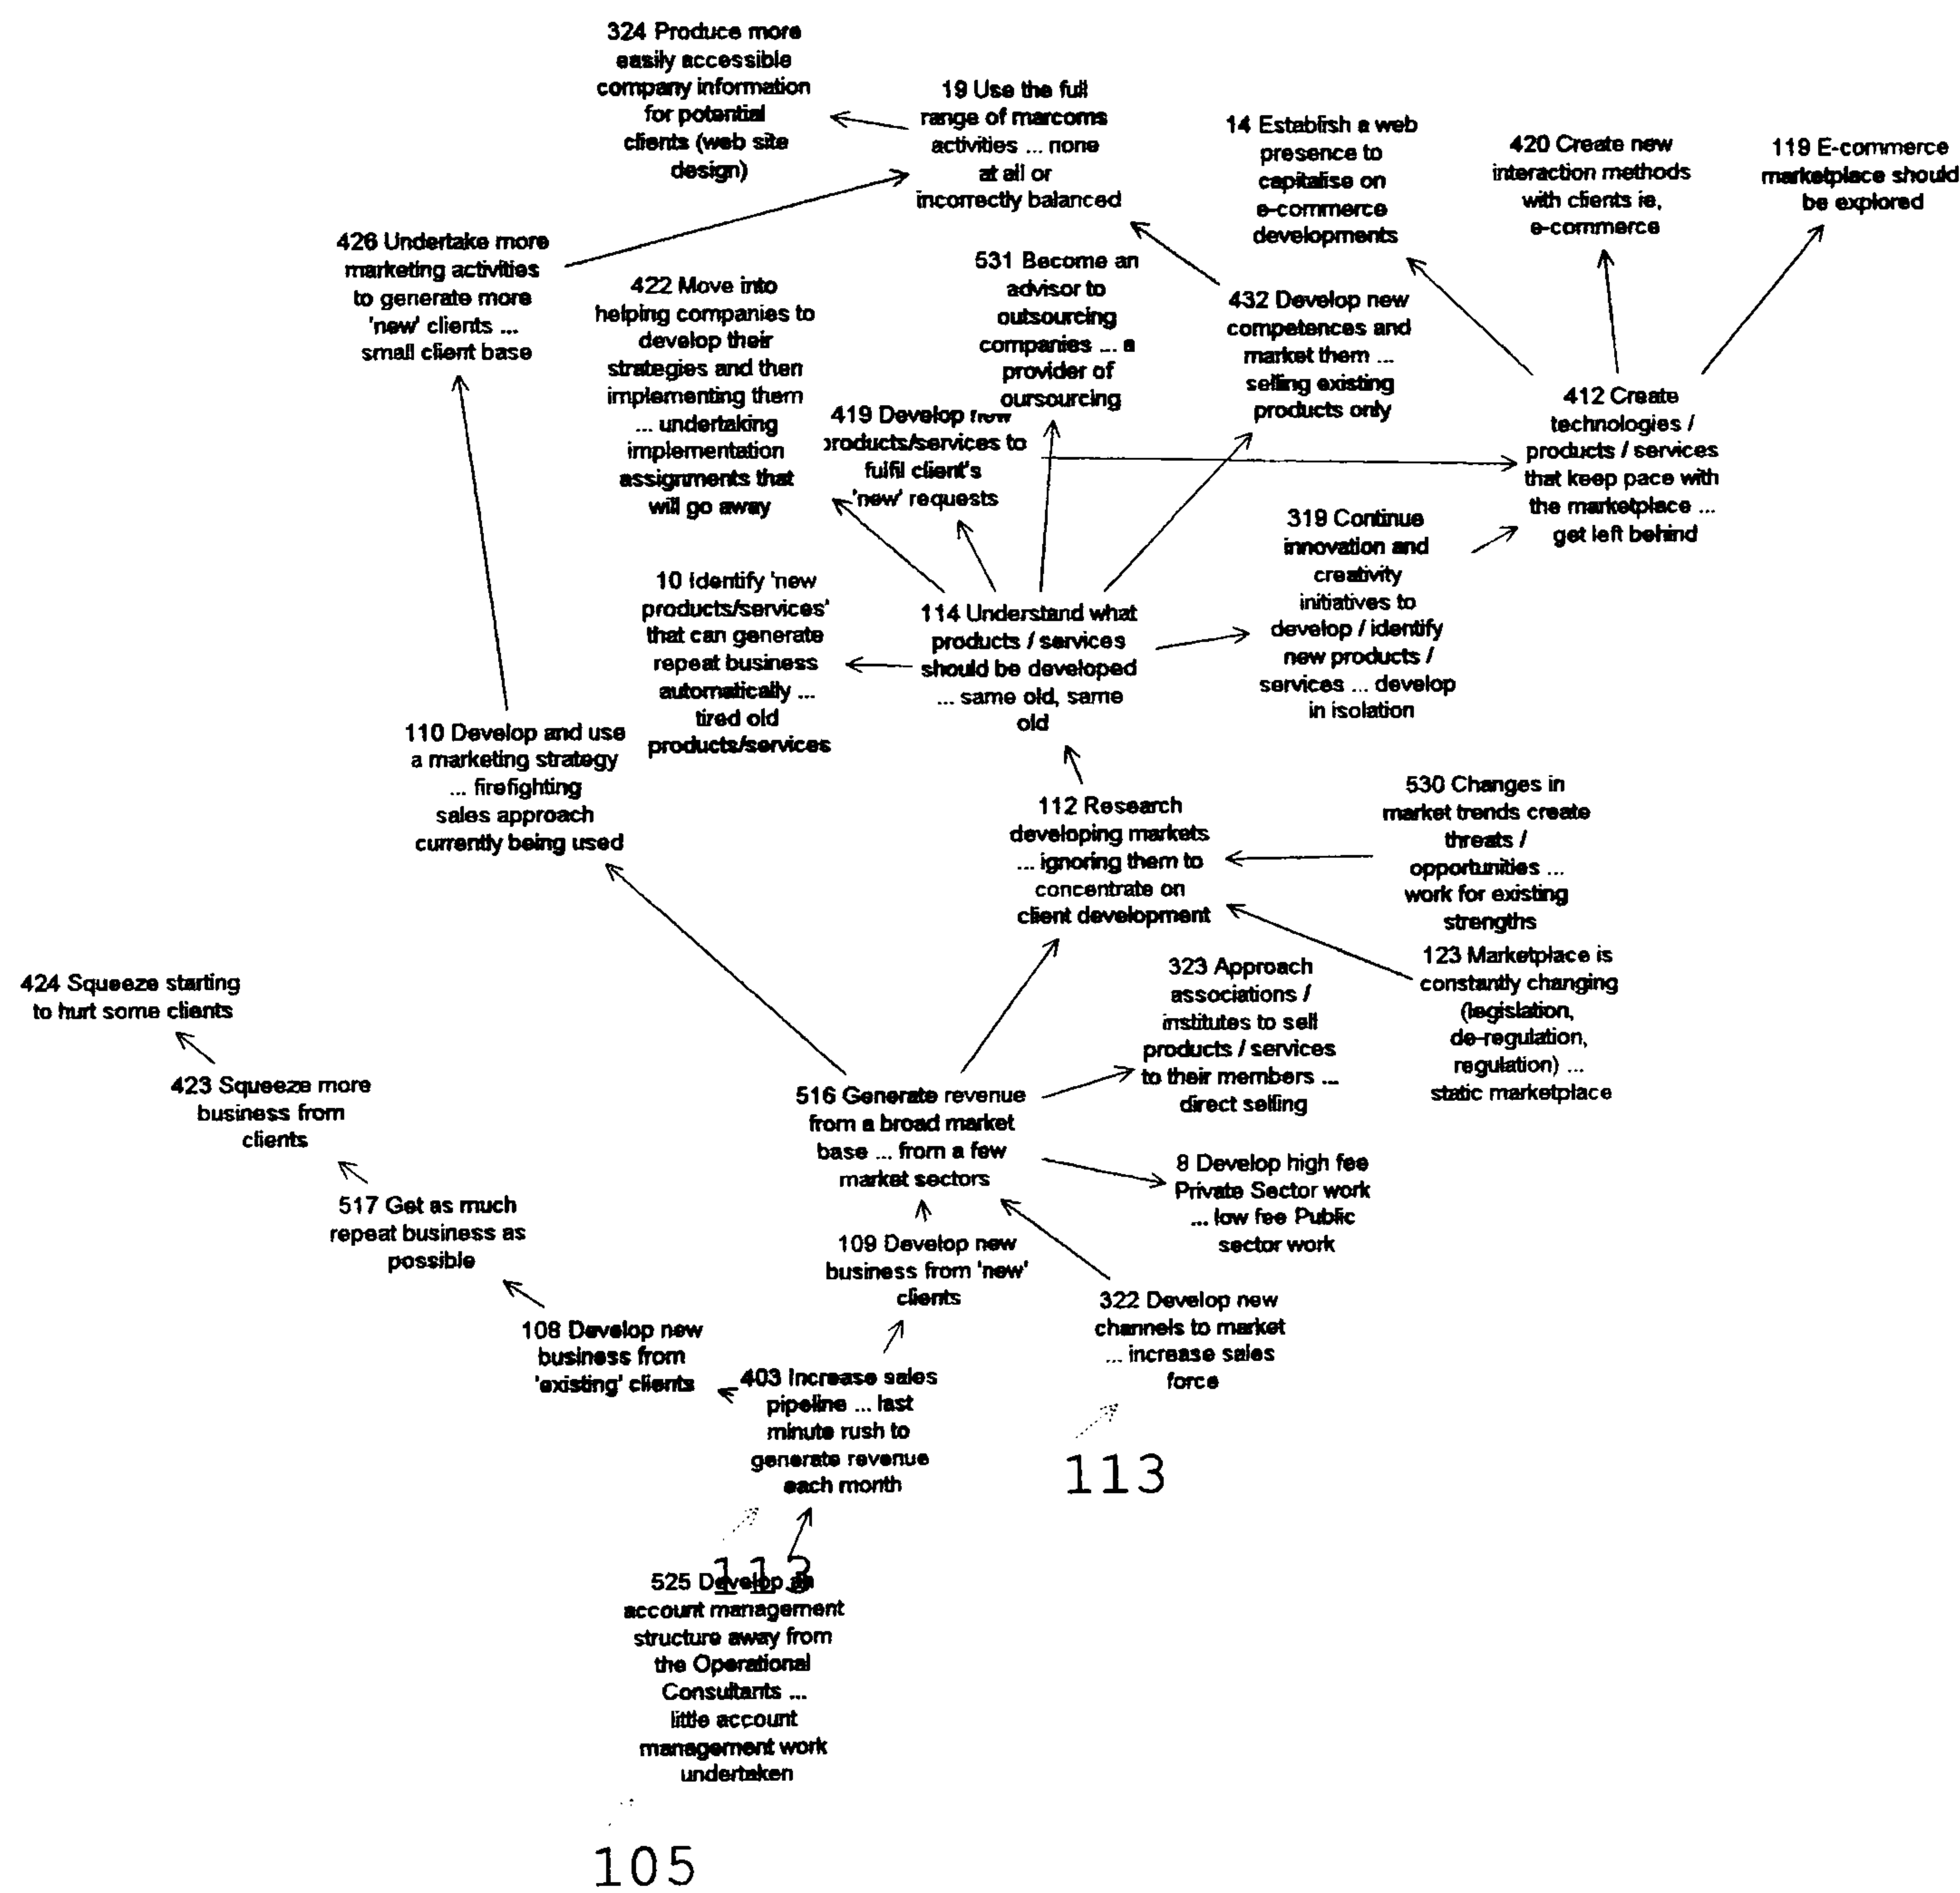 324 Produce more
easily accessible
company information
for potential
clients (web site
design)
19 Use the full
range of marcoms
activities ... none
at all or
incorrectly balanced
14 Establish a web
presence to
capitalise on
e-commerce
developments
420 Create new
interaction methods
with clients ie,
e-commerce
119 E-commerce
marketplace should
be explored
426 Undertake more
marketing activities
to generate more
'new' clients ...
small client base
422 Move into
helping companies to
develop their
strategies and then
implementing them
... undertaking
implementation
assignments that
will go away
531 Become an
advisor to
outsourcing
companies ... a
provider of
oursourcing
432 Develop new
competences and
market them ...
selling existing
products only
419 Develop new
products/services to
fulfil client's
'new' requests
412 Create
technologies /
products / services
that keep pace with
the marketplace ...
get left behind
319 Continue
innovation and
creativity
initiatives to
develop / identify
new products /
services ... develop
in isolation
10 Identify 'new
products/services'
that can generate
repeat business
automatically ...
tired old
products/services
114 Understand what
products / services
should be developed
... same old, same
old
110 Develop and use
a marketing strategy
... firefighting
sales approach
currently being used
112 Research
developing markets
... ignoring them to
concentrate on
client development
530 Changes in
market trends create
threats /
opportunities ...
work for existing
strengths
123 Marketplace is
constantly changing
(legislation,
de-regulation,
regulation) ...
static marketplace
323 Approach
associations /
institutes to sell
products / services
to their members ...
direct selling
424 Squeeze starting
to hurt some clients
423 Squeeze more
business from
clients
516 Generate revenue
from a broad market
base ... from a few
market sectors
8 Develop high fee
Private Sector work
... low fee Public
sector work
517 Get as much
repeat business as
possible
109 Develop new
business from 'new'
clients
322 Develop new
channels to market
... increase sales
force
108 Develop new
business from
'existing' clients
403 Increase sales
pipeline ... last
minute rush to
generate revenue
each month
113
113
525 Develop an
account management
structure away from
the Operational
Consultants ...
little account
management work
undertaken
105